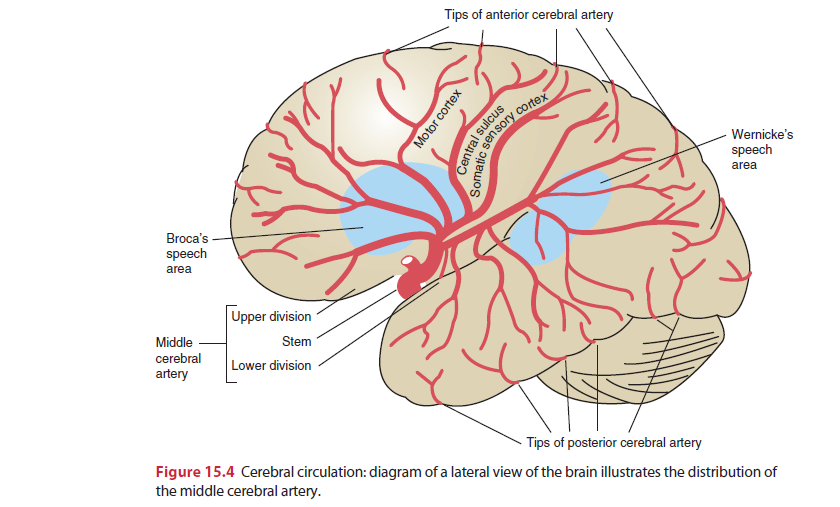 Tips of anterior cerebral artery
Motor cortex
Central sulcus
Somatic sensory cortex
Wernicke's
speech
area
Broca's
speech
area
Upper division
Middle
cerebral
artery
Stem
Lower division
Tips of posterior cerebral artery
Figure 15.4 Cerebral circulation: diagram of a lateral view of the brain illustrates the distribution of
the middle cerebral artery.